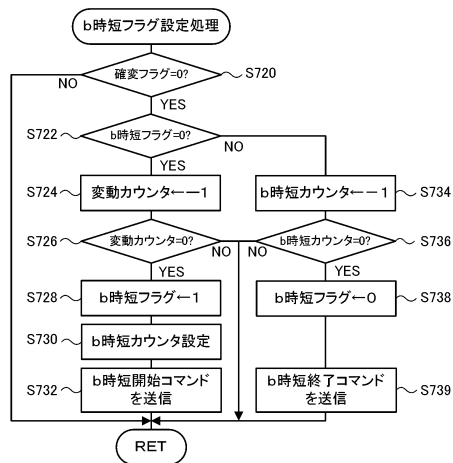 b時短フラグ設定処理
確変フラグ=0?
S720
NO
YES
S722
b時短フラグ=0?
NO
YES
S724
変動カウンタ←－1
b時短カウンタ←－1
S734
S726
変動カウンタ=0?
b時短カウンタ=0?
S736
NO
NO
YES
YES
S728
b時短フラグ←1
b時短フラグ←0
S738
S730
b時短カウンタ設定
S732
b時短開始コマンド
を送信
b時短終了コマンド
を送信
S739
RET